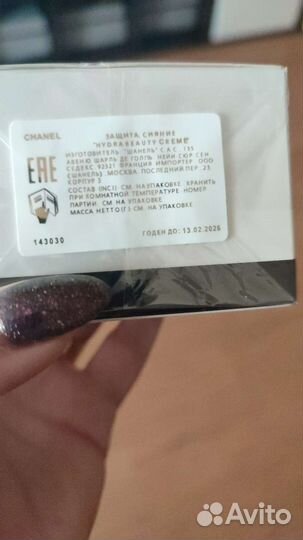 CHANEL
ЗАЩИТА СИЯНИЕ
"HYDRA BEAUTY CREME"
ИЗГОТОВИТЕЛЬ: "ШАНЕЛЬ" С.А.С. 135
АВЕНЮ ШАРЛЬ ДЕ ГОЛЛЬ НЕЙИ СЮР СЕН
СЕДЕКС 92521 ФРАНЦИЯ ИМПОРТЕР: ООО
ШАНЕЛЬ МОСКВА ПОСЛЕДНИЙ ПЕР. 25
КОРПУР 3
СОСТАВ (INCI) СМ. НА УПАКОВКЕ. ХРАНИТЬ
ПРИ КОМНАТНОЙ ТЕМПЕРАТУРЕ НОМЕР
ПАРТИИ СМ НА УПАКОВКЕ
МАССА НЕТТО(Г) СМ. НА УПАКОВКЕ.
EAC
143030
ГОДЕН ДО: 13.02.2026
Avito